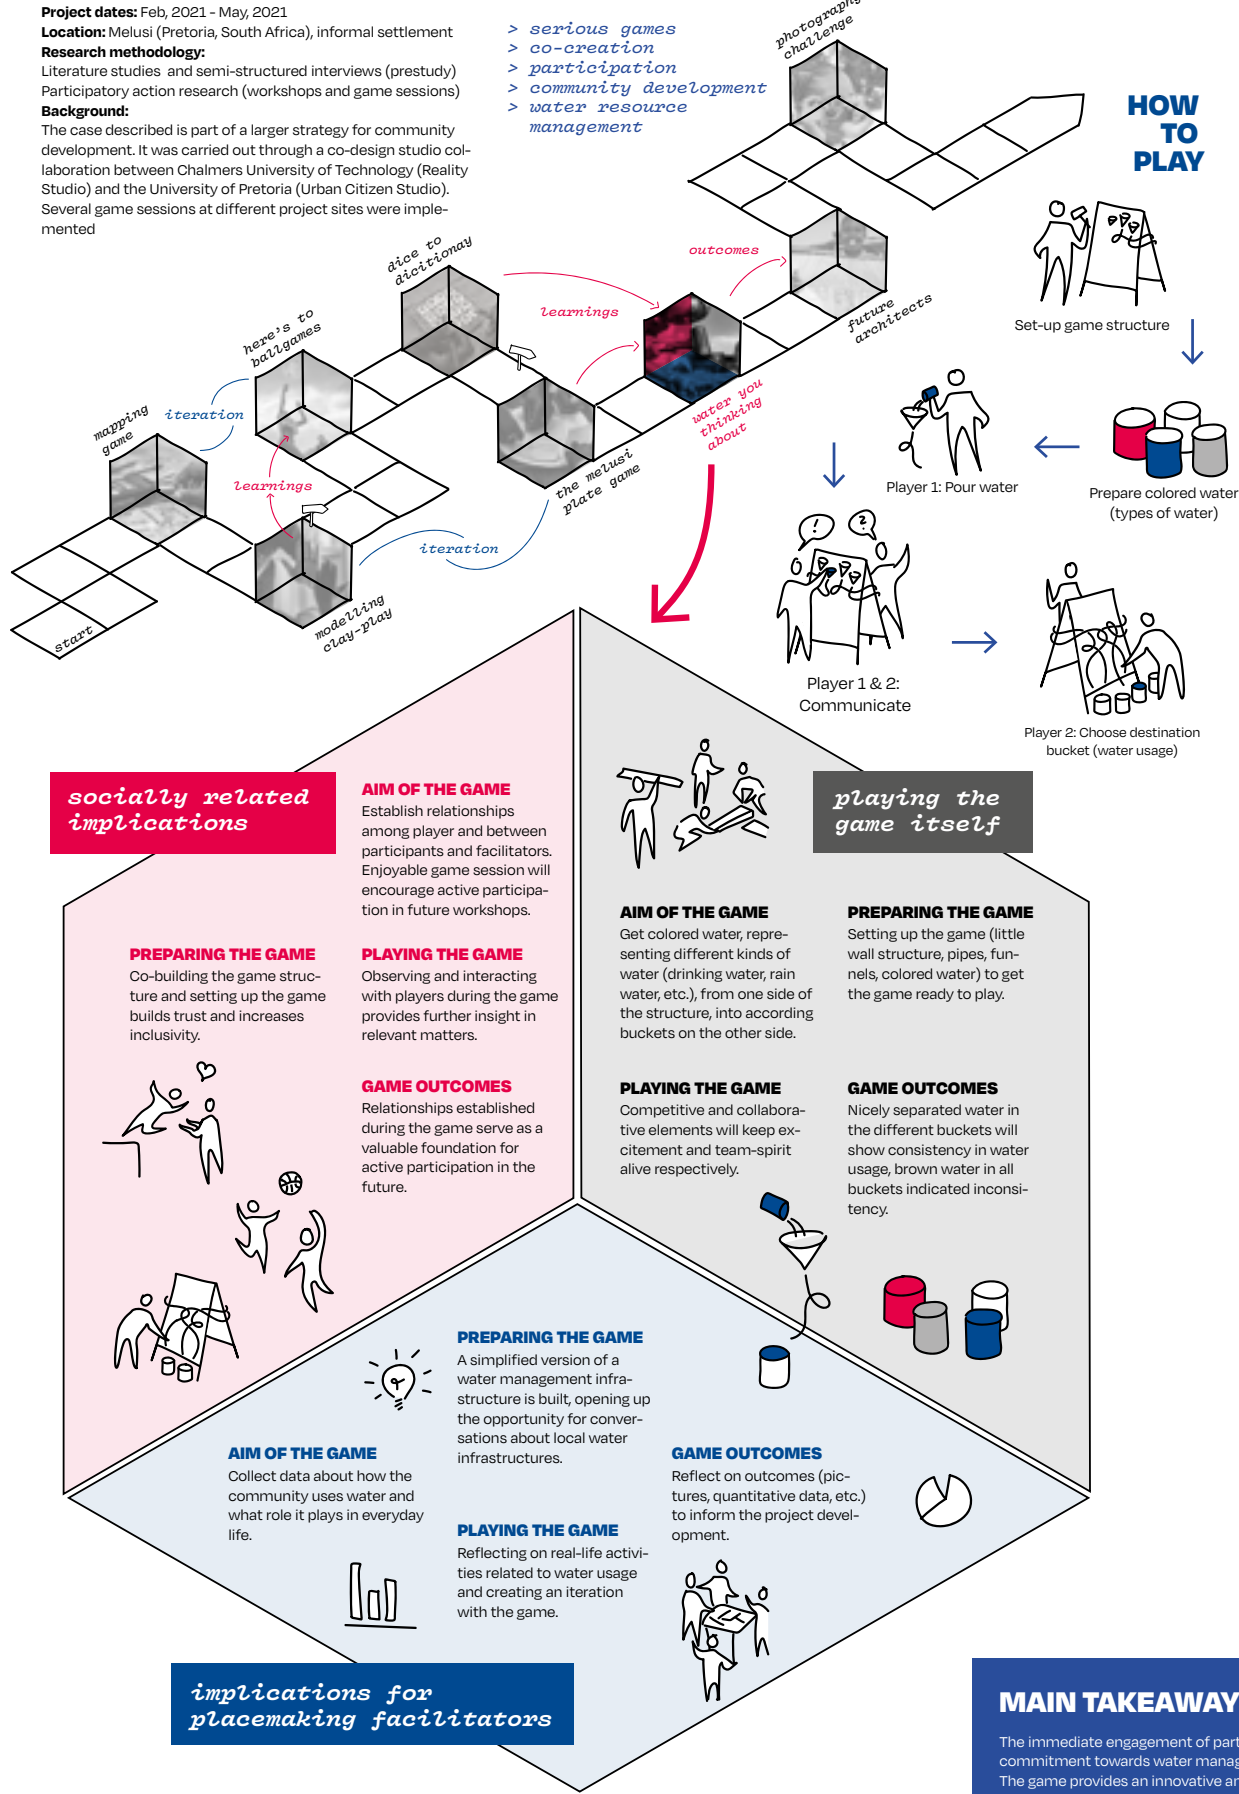 Project dates: Feb, 2021 - May, 2021
Location: Melusi (Pretoria, South Africa), informal settlement
Research methodology:
Literature studies and semi-structured interviews (prestudy)
Participatory action research (workshops and game sessions)
Background:
The case described is part of a larger strategy for community
development. It was carried out through a co-design studio col-
laboration between Chalmers University of Technology (Reality
Studio) and the University of Pretoria (Urban Citizen Studio).
Several game sessions at different project sites were imple-
mented
> serious games
> co-creation
> participation
> community development
> water resource
management
photography
challenge
HOW
TO
PLAY
dice to
dicitionay
outcomes
learnings
future
architects
here's to
ballgames
iteration
mapping
game
learnings
water you
thinking
about
the melusi
plate game
iteration
modelling
clay-play
start
Set-up game structure
Prepare colored water
(types of water)
Player 1: Pour water
!
?
Player 1 & 2:
Communicate
Player 2: Choose destination
bucket (water usage)
socially related
implications
AIM OF THE GAME
Establish relationships
among player and between
participants and facilitators.
Enjoyable game session will
encourage active participa-
tion in future workshops.
PREPARING THE GAME
Co-building the game struc-
ture and setting up the game
builds trust and increases
inclusivity.
PLAYING THE GAME
Observing and interacting
with players during the game
provides further insight in
relevant matters.
GAME OUTCOMES
Relationships established
during the game serve as a
valuable foundation for
active participation in the
future.
playing the
game itself
AIM OF THE GAME
Get colored water, repre-
senting different kinds of
water (drinking water, rain
water, etc.), from one side of
the structure, into according
buckets on the other side.
PREPARING THE GAME
Setting up the game (little
wall structure, pipes, fun-
nels, colored water) to get
the game ready to play.
PLAYING THE GAME
Competitive and collabora-
tive elements will keep ex-
citement and team-spirit
alive respectively.
GAME OUTCOMES
Nicely separated water in
the different buckets will
show consistency in water
usage, brown water in all
buckets indicated inconsi-
tency.
PREPARING THE GAME
A simplified version of a
water management infra-
structure is built, opening up
the opportunity for conver-
sations about local water
infrastructures.
AIM OF THE GAME
Collect data about how the
community uses water and
what role it plays in everyday
life.
PLAYING THE GAME
Reflecting on real-life activi-
ties related to water usage
and creating an iteration
with the game.
GAME OUTCOMES
Reflect on outcomes (pic-
tures, quantitative data, etc.)
to inform the project devel-
opment.
implications for
placemaking facilitators
MAIN TAKEAWAY
The immediate engagement of part
commitment towards water manag
The game provides an innovative an